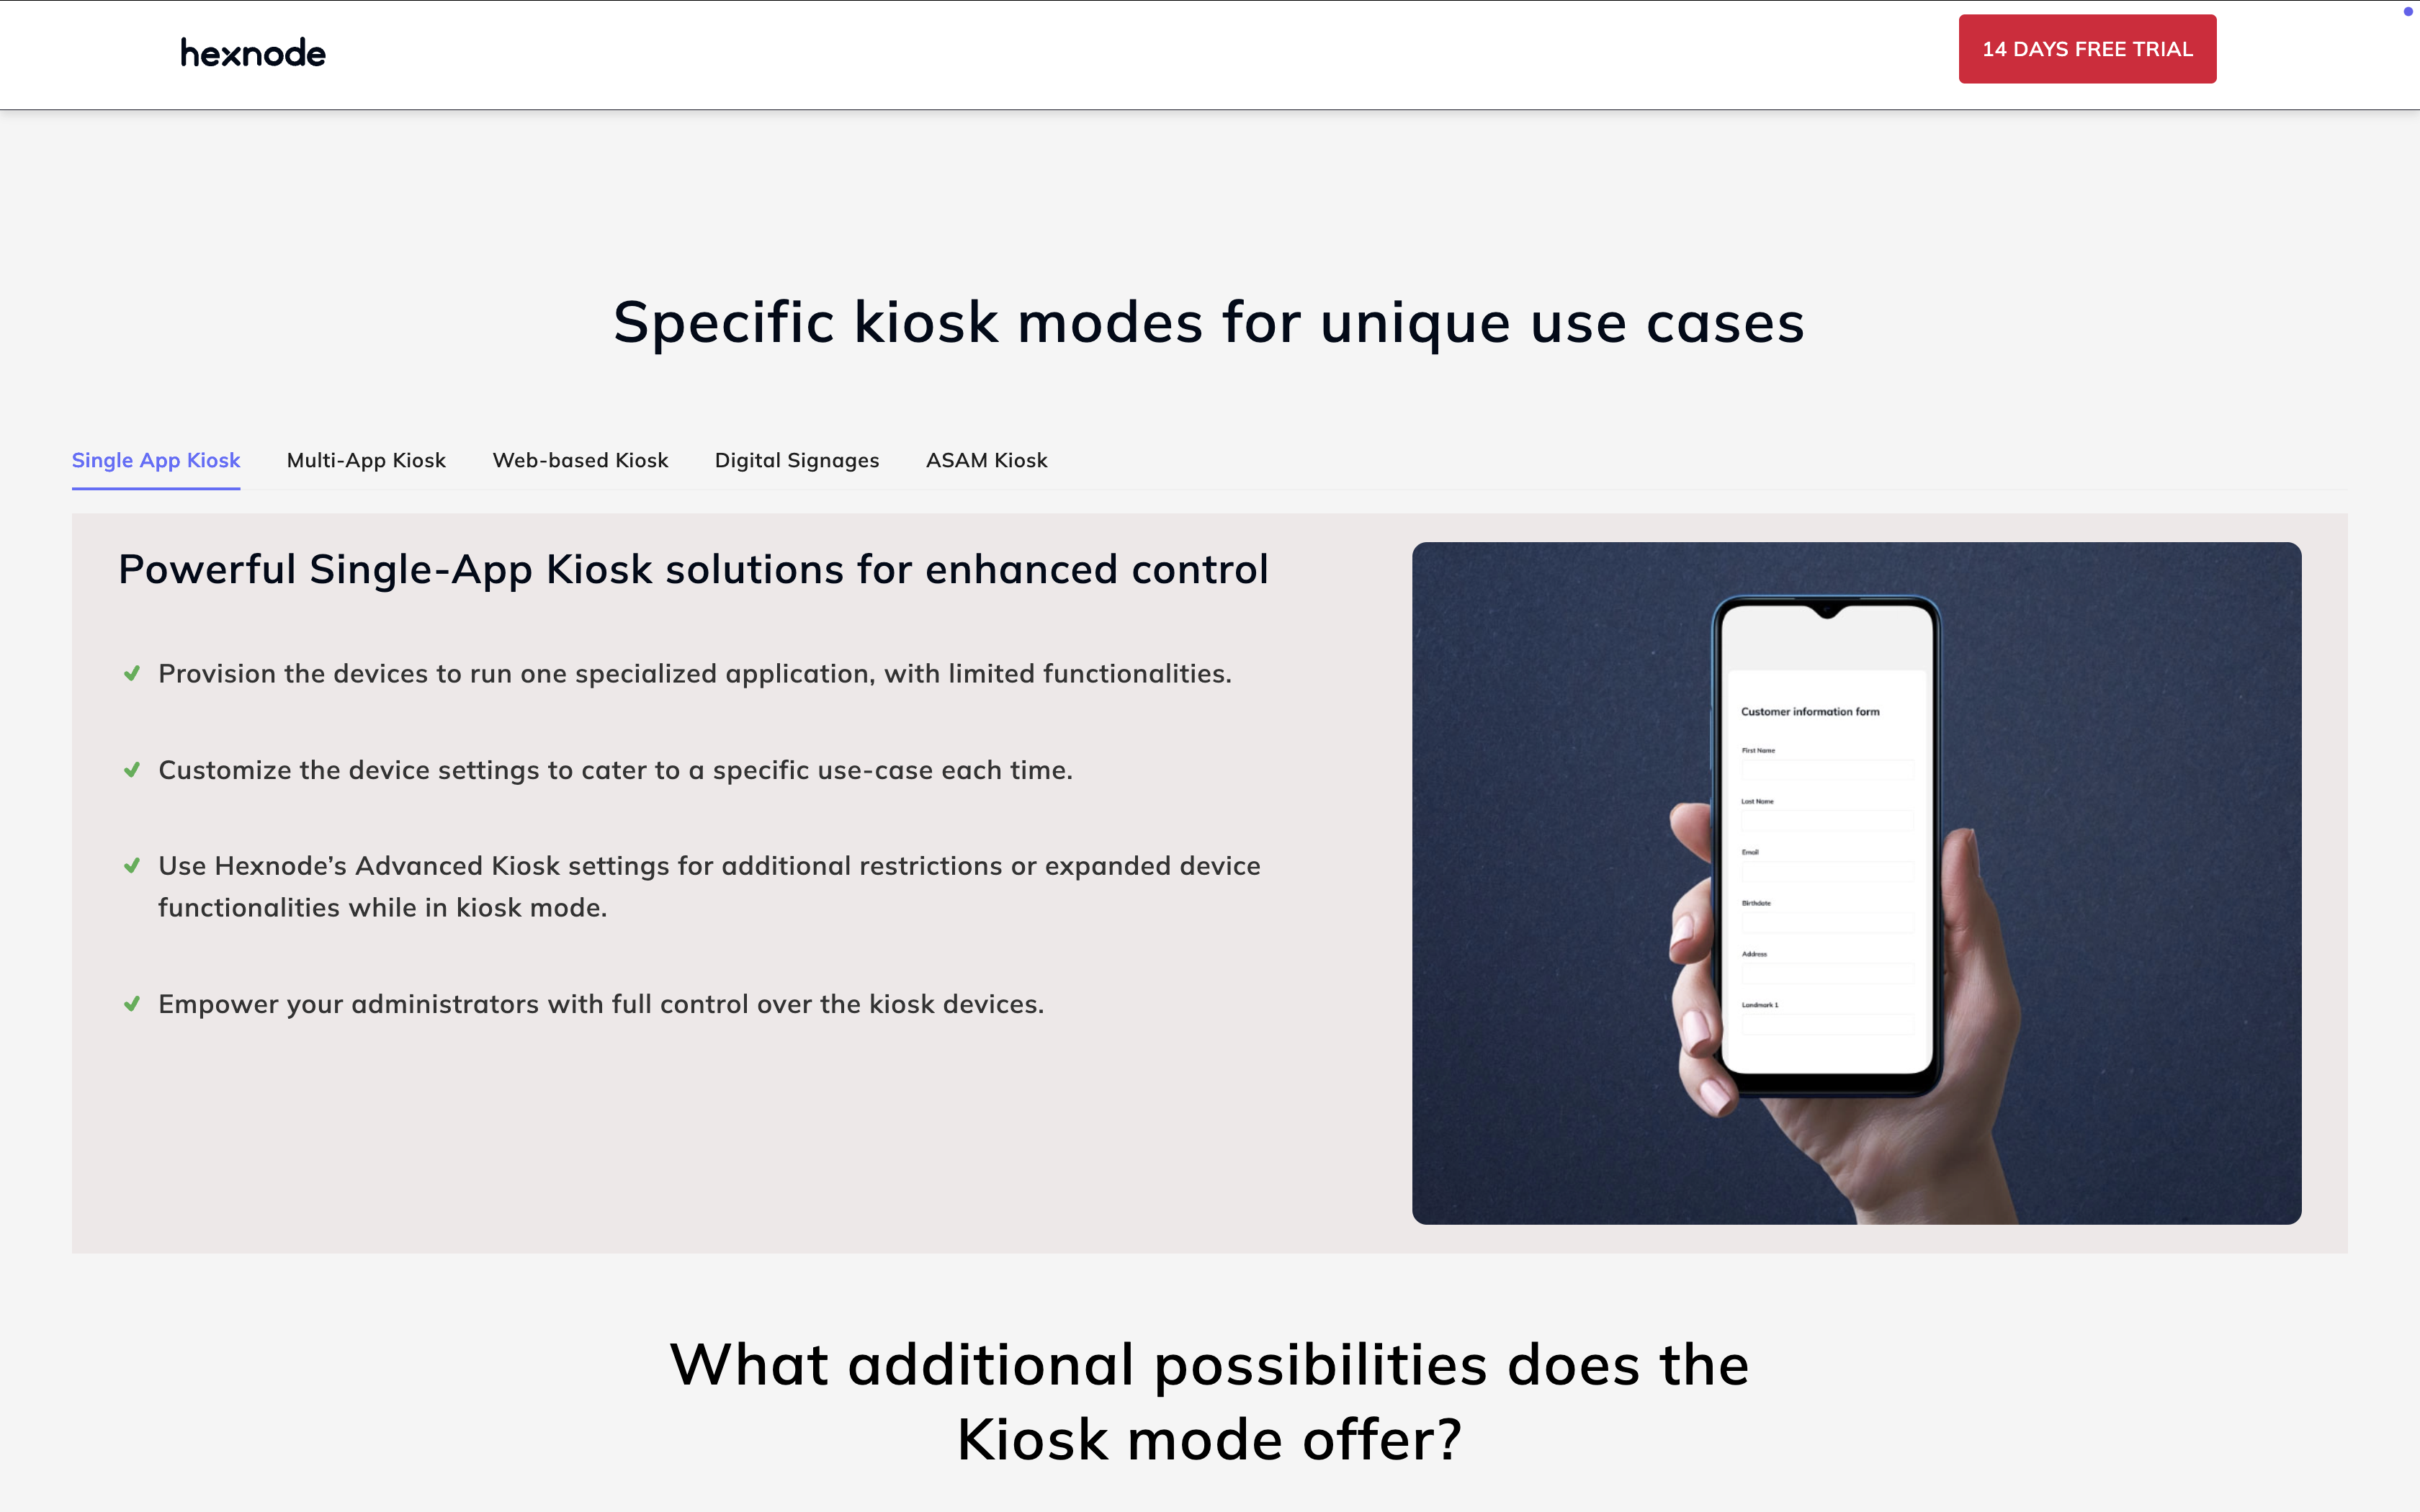 hexnode
14 DAYS FREE TRIAL
Specific kiosk modes for unique use cases
Single App Kiosk
Multi-App Kiosk
Web-based Kiosk
Digital Signages
ASAM Kiosk
Powerful Single-App Kiosk solutions for enhanced control
Provision the devices to run one specialized application, with limited functionalities.
Customize the device settings to cater to a specific use-case each time.
Use Hexnode’s Advanced Kiosk settings for additional restrictions or expanded device
functionalities while in kiosk mode.
Empower your administrators with full control over the kiosk devices.
Customer information form
First Name
Last Name
Email
Birthdate
Address
Landmark 1
What additional possibilities does the
Kiosk mode offer?